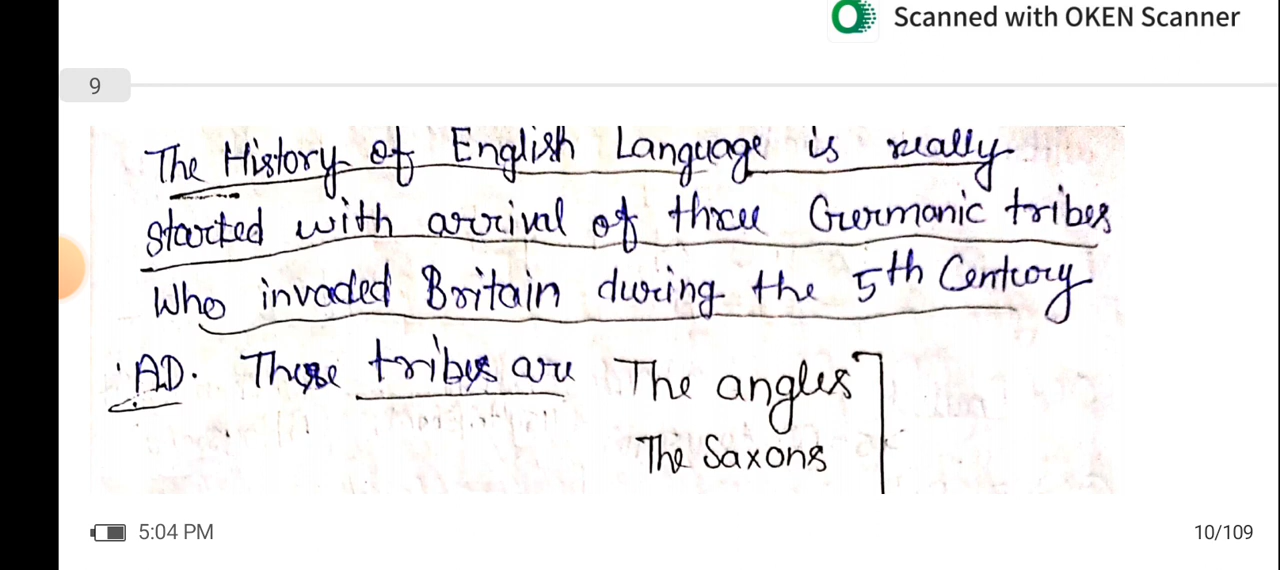 Scanned with OKEN Scanner
9
The History of English Language is really
started with arrival of three Germanic tribes
Who invaded Britain during the 5th Century
AD. These tribes are The angles
The Saxons
5:04 PM
10/109